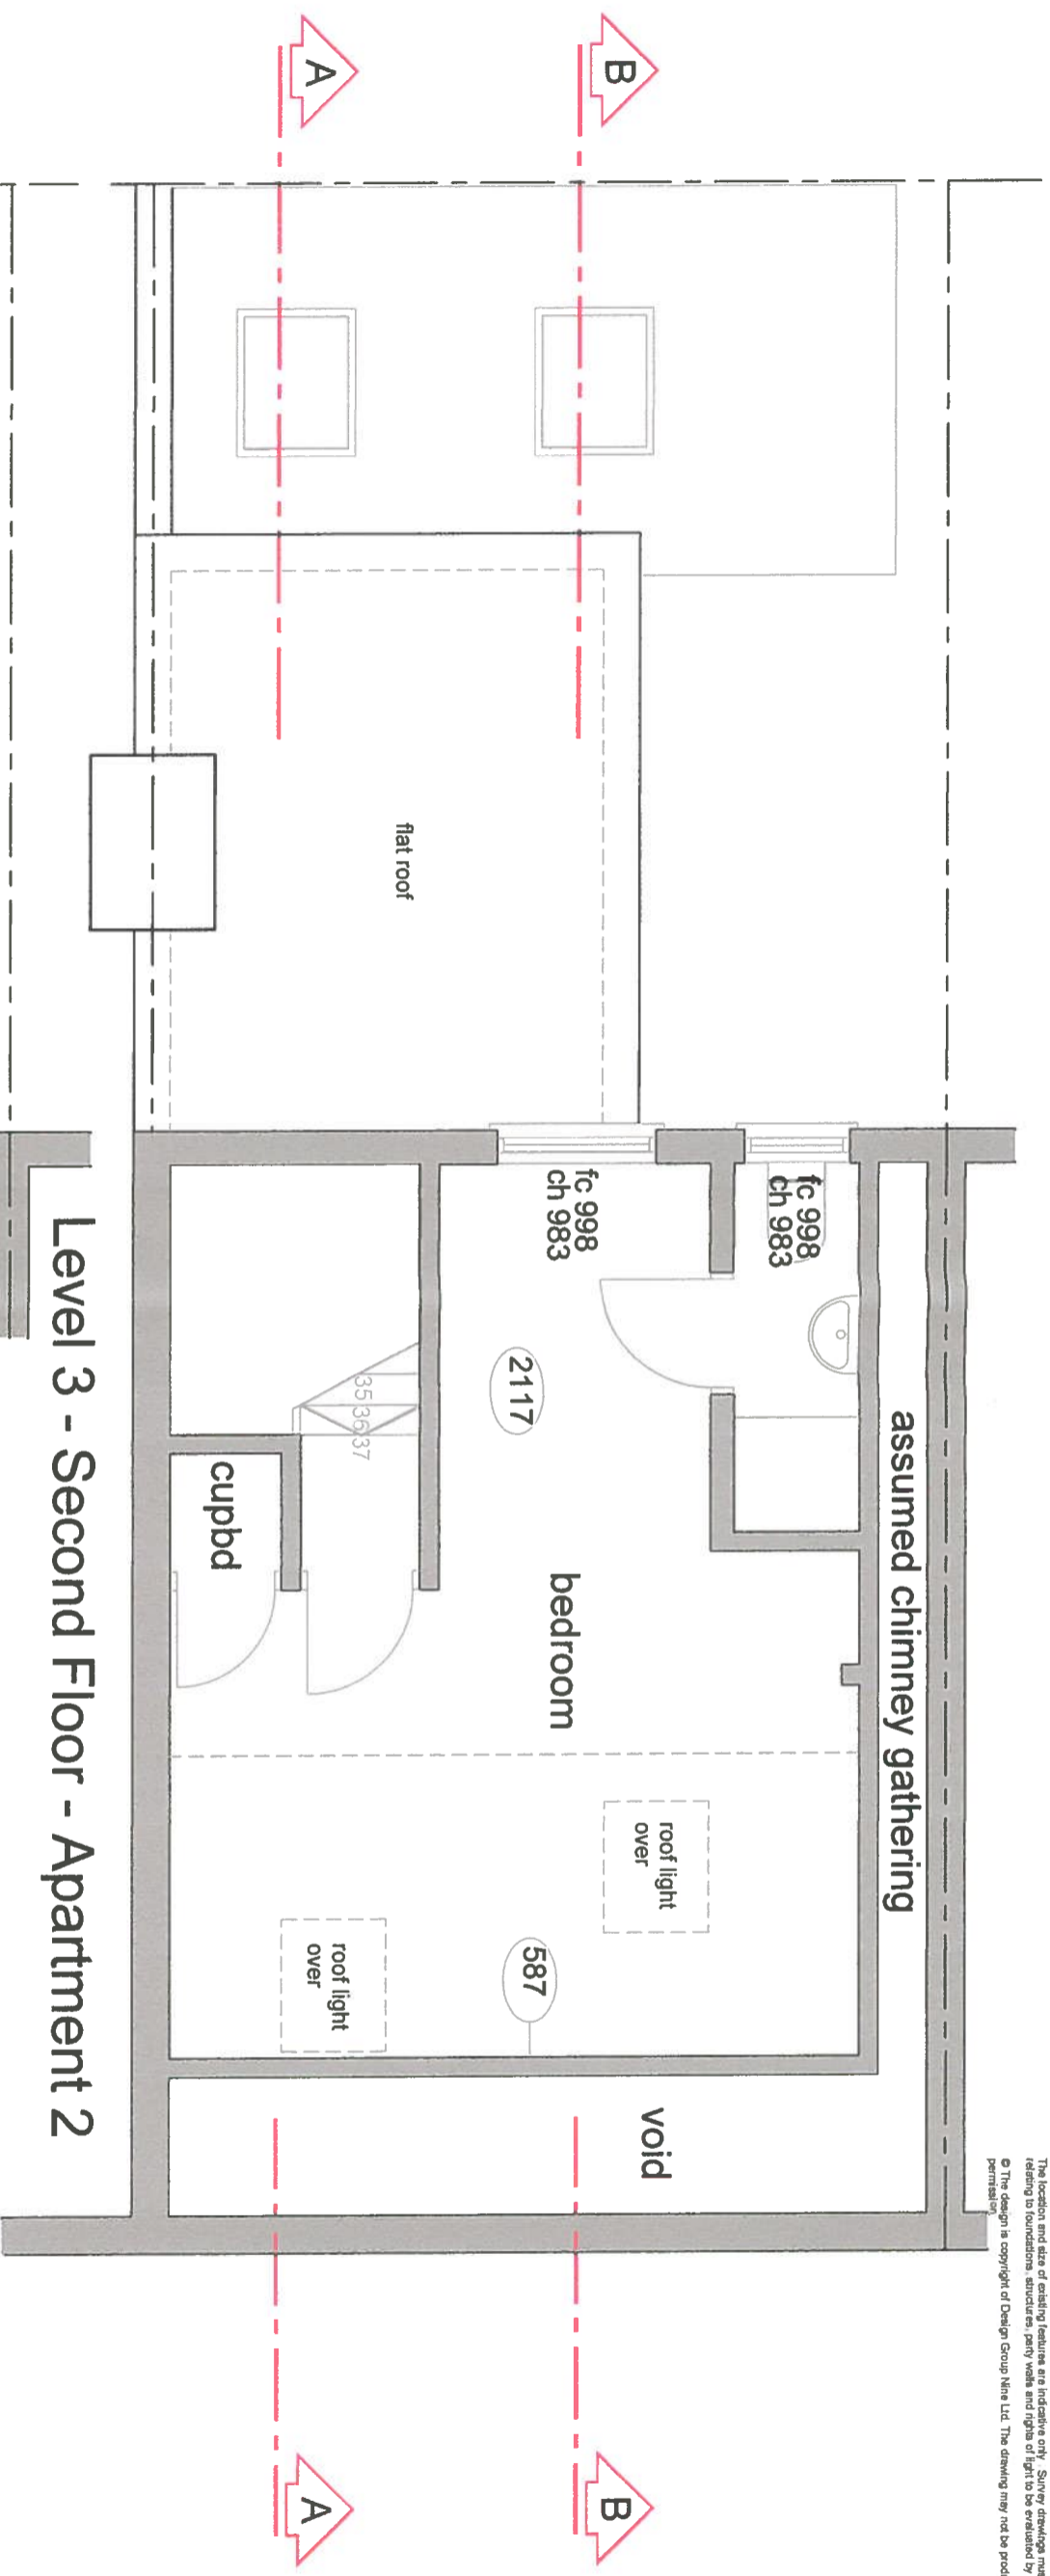 The location and size of existing features are indicative only. Survey drawings
relating to foundations, structures, party walls and rights of light to be evaluated by
© The design is copyright of Design Group Nine Ltd. The drawing may not be
permission.
assumed chimney gathering
fc 998
ch 983
fc 998
ch 983
void
B
B
roof light
over
bedroom
2117
587
flat roof
35 36 37
roof light
over
A
A
cupbd
Level 3 - Second Floor - Apartment 2